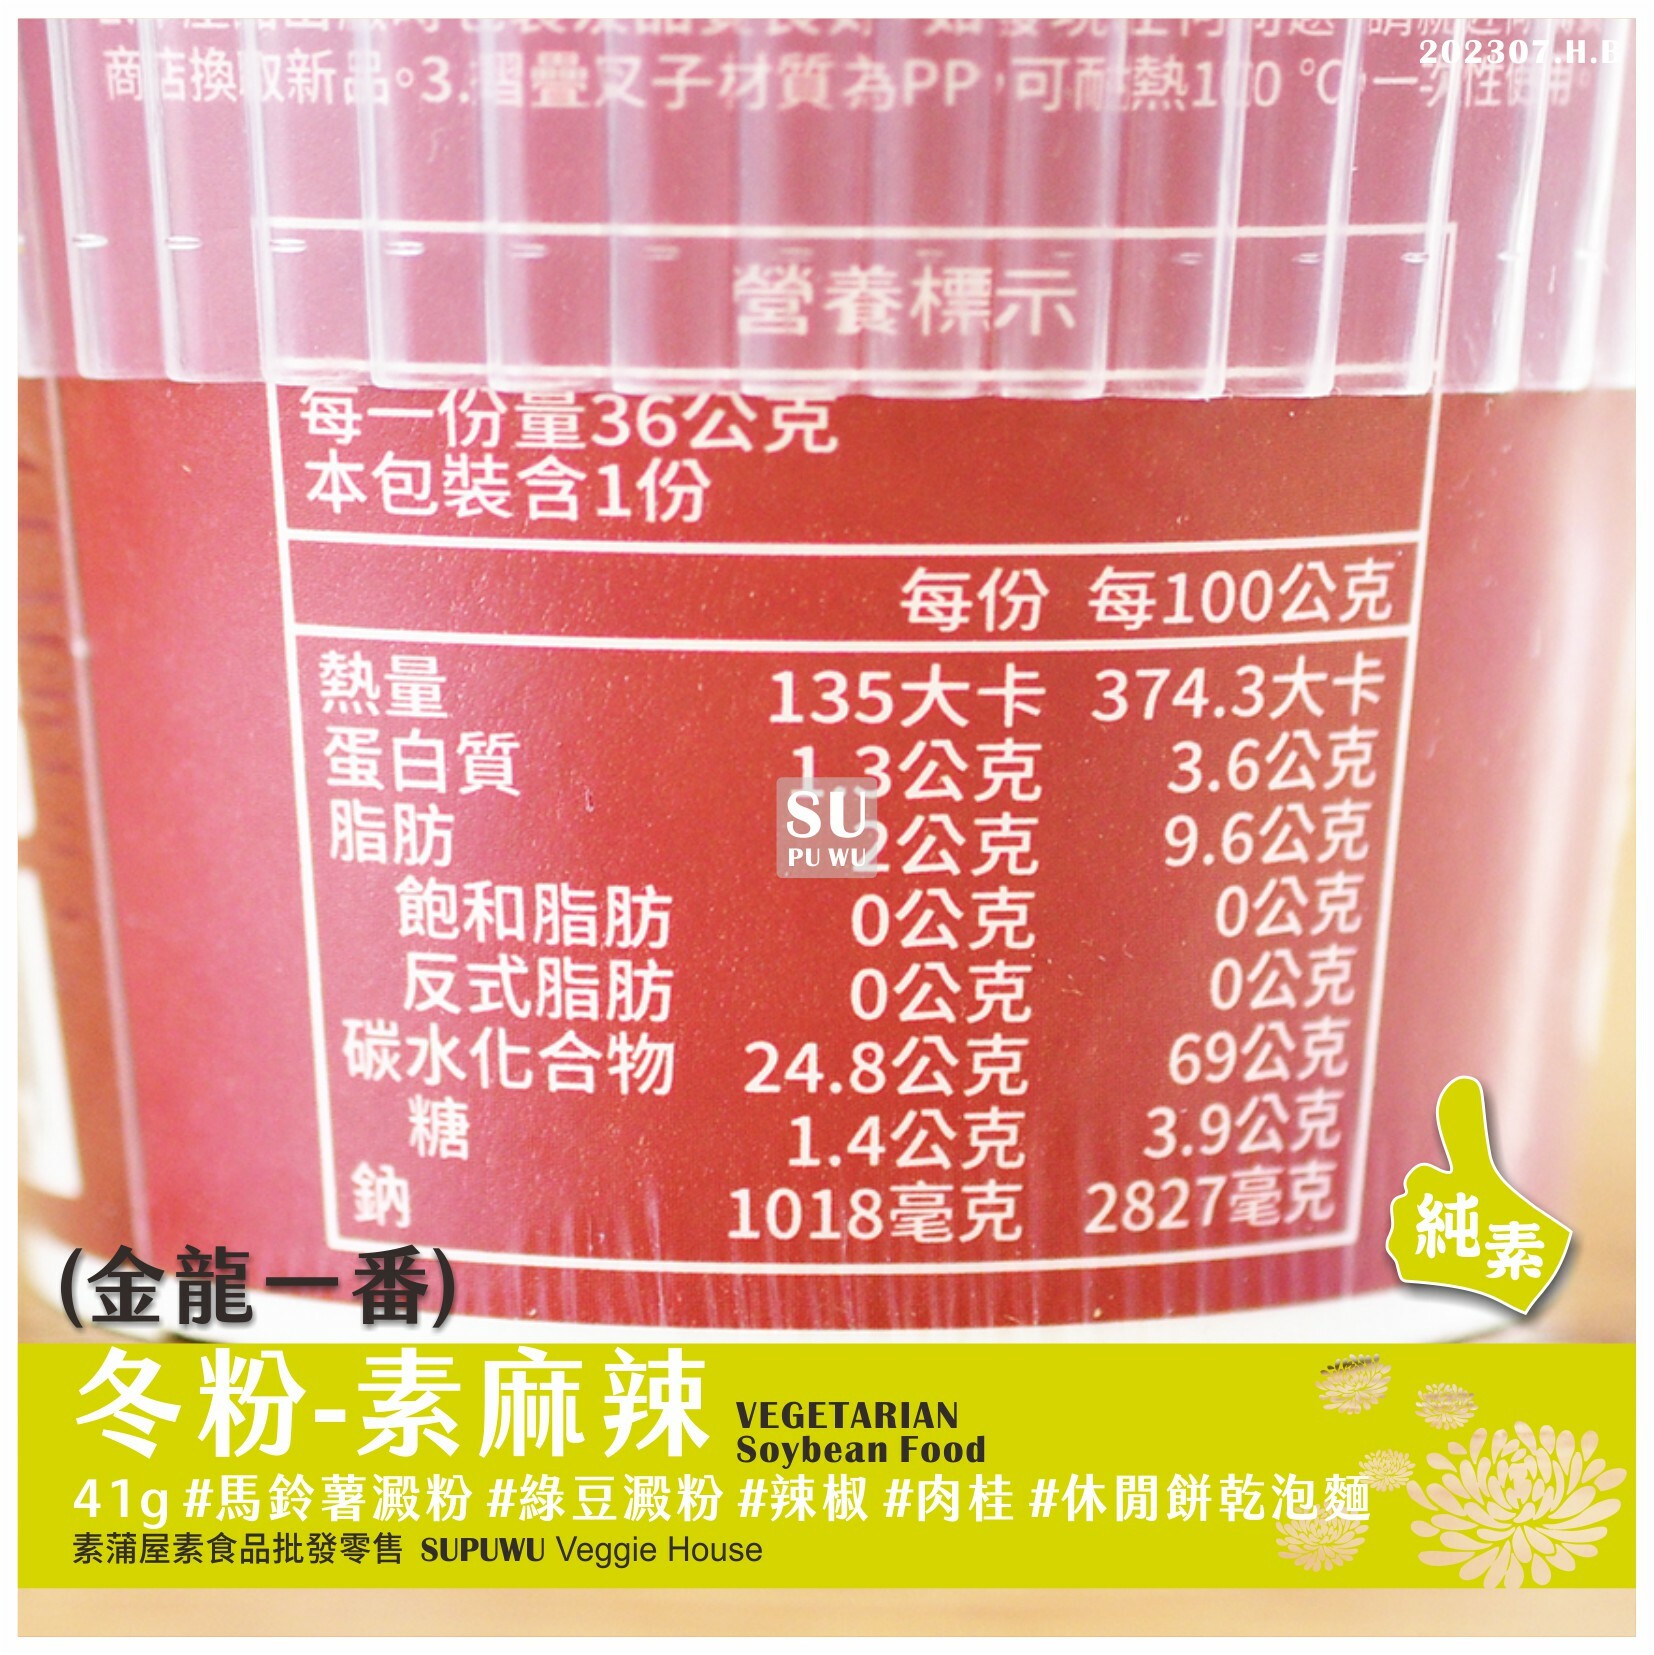 202307.H.B
商店換取新品。3.摺疊叉子材質為PP，可耐熱
一次性使用
營養標示
每一份量36公克
本包裝含1份
每份 每100公克
熱量 135大卡 374.3大卡
蛋白質 1.3公克 3.6公克
脂肪 公克 9.6公克
飽和脂肪 0公克 0公克
反式脂肪 0公克 0公克
碳水化合物 24.8公克 69公克
糖 1.4公克 3.9公克
鈉 1018毫克 2827毫克
SU
PU WU
純素
(金龍一番)
冬粉-素麻辣 VEGETARIAN
Soybean Food
41g #馬鈴薯澱粉 #綠豆澱粉 #辣椒 #肉桂 #休閒餅乾泡麵
素蒲屋素食品批發零售 SUPUWU Veggie House